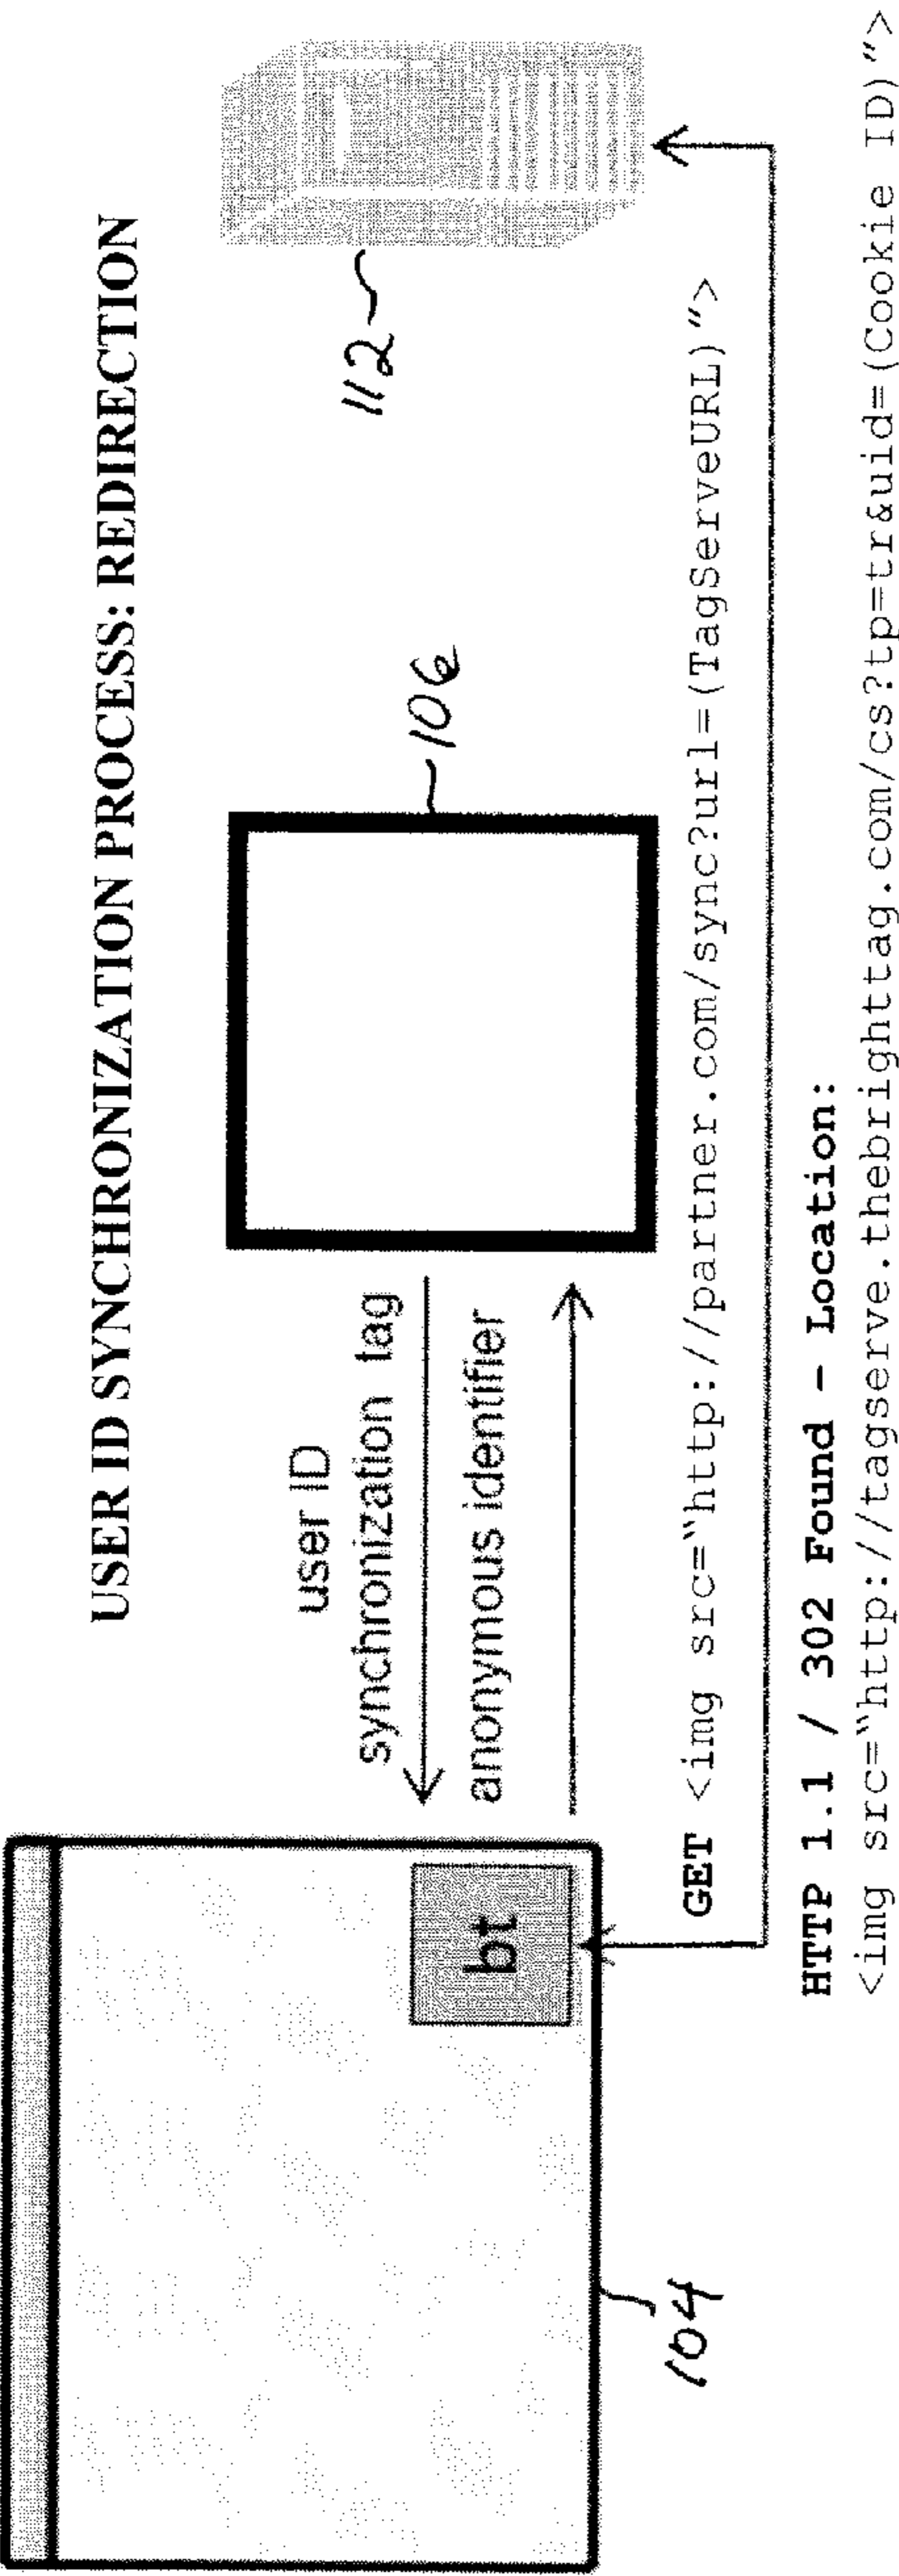 USER ID SYNCHRONIZATION PROCESS: REDIRECTION
user ID
synchronization tag
anonymous identifier
bt
104
106
112
GET <img src="http://partner.com/sync?url=(TagServeURL)">
HTTP 1.1 / 302 Found – Location:
<img src="http://tagserve.thebrighttag.com/cs?tp=tr&uid=(Cookie ID)">